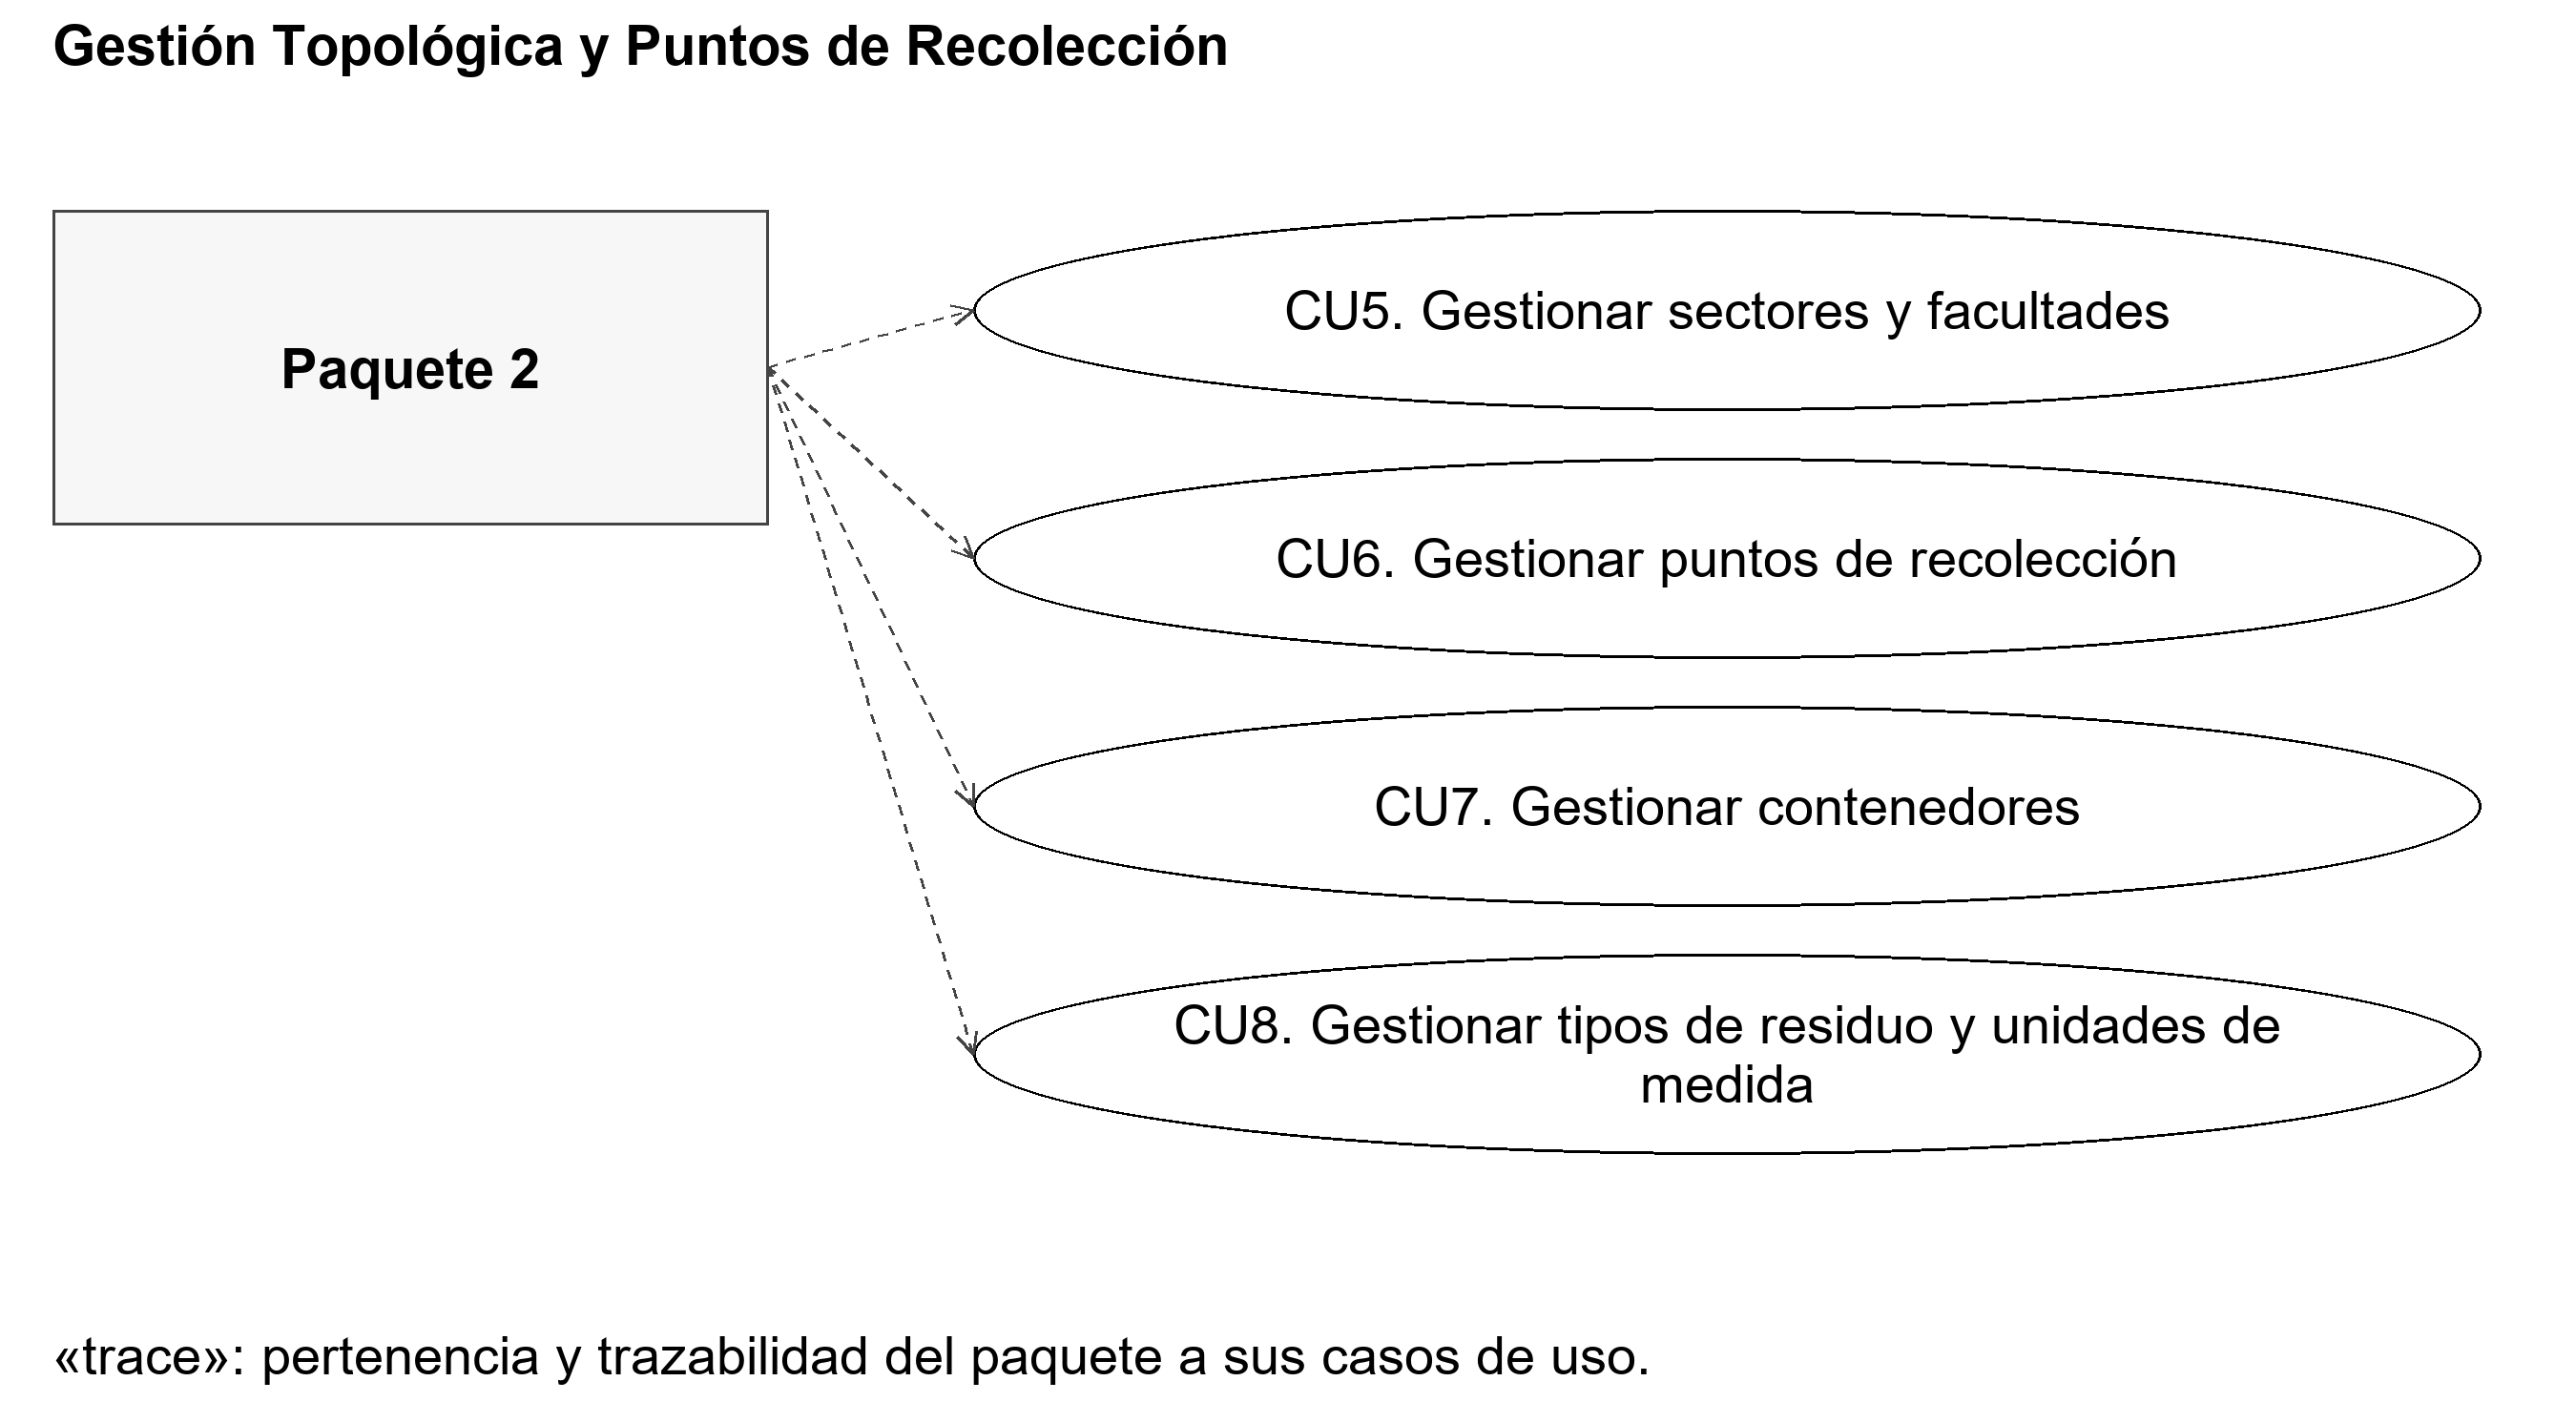 Gestión Topológica y Puntos de Recolección
Paquete 2
CU5. Gestionar sectores y facultades
CU6. Gestionar puntos de recolección
CU7. Gestionar contenedores
CU8. Gestionar tipos de residuo y unidades de
medida
«trace»: pertenencia y trazabilidad del paquete a sus casos de uso.